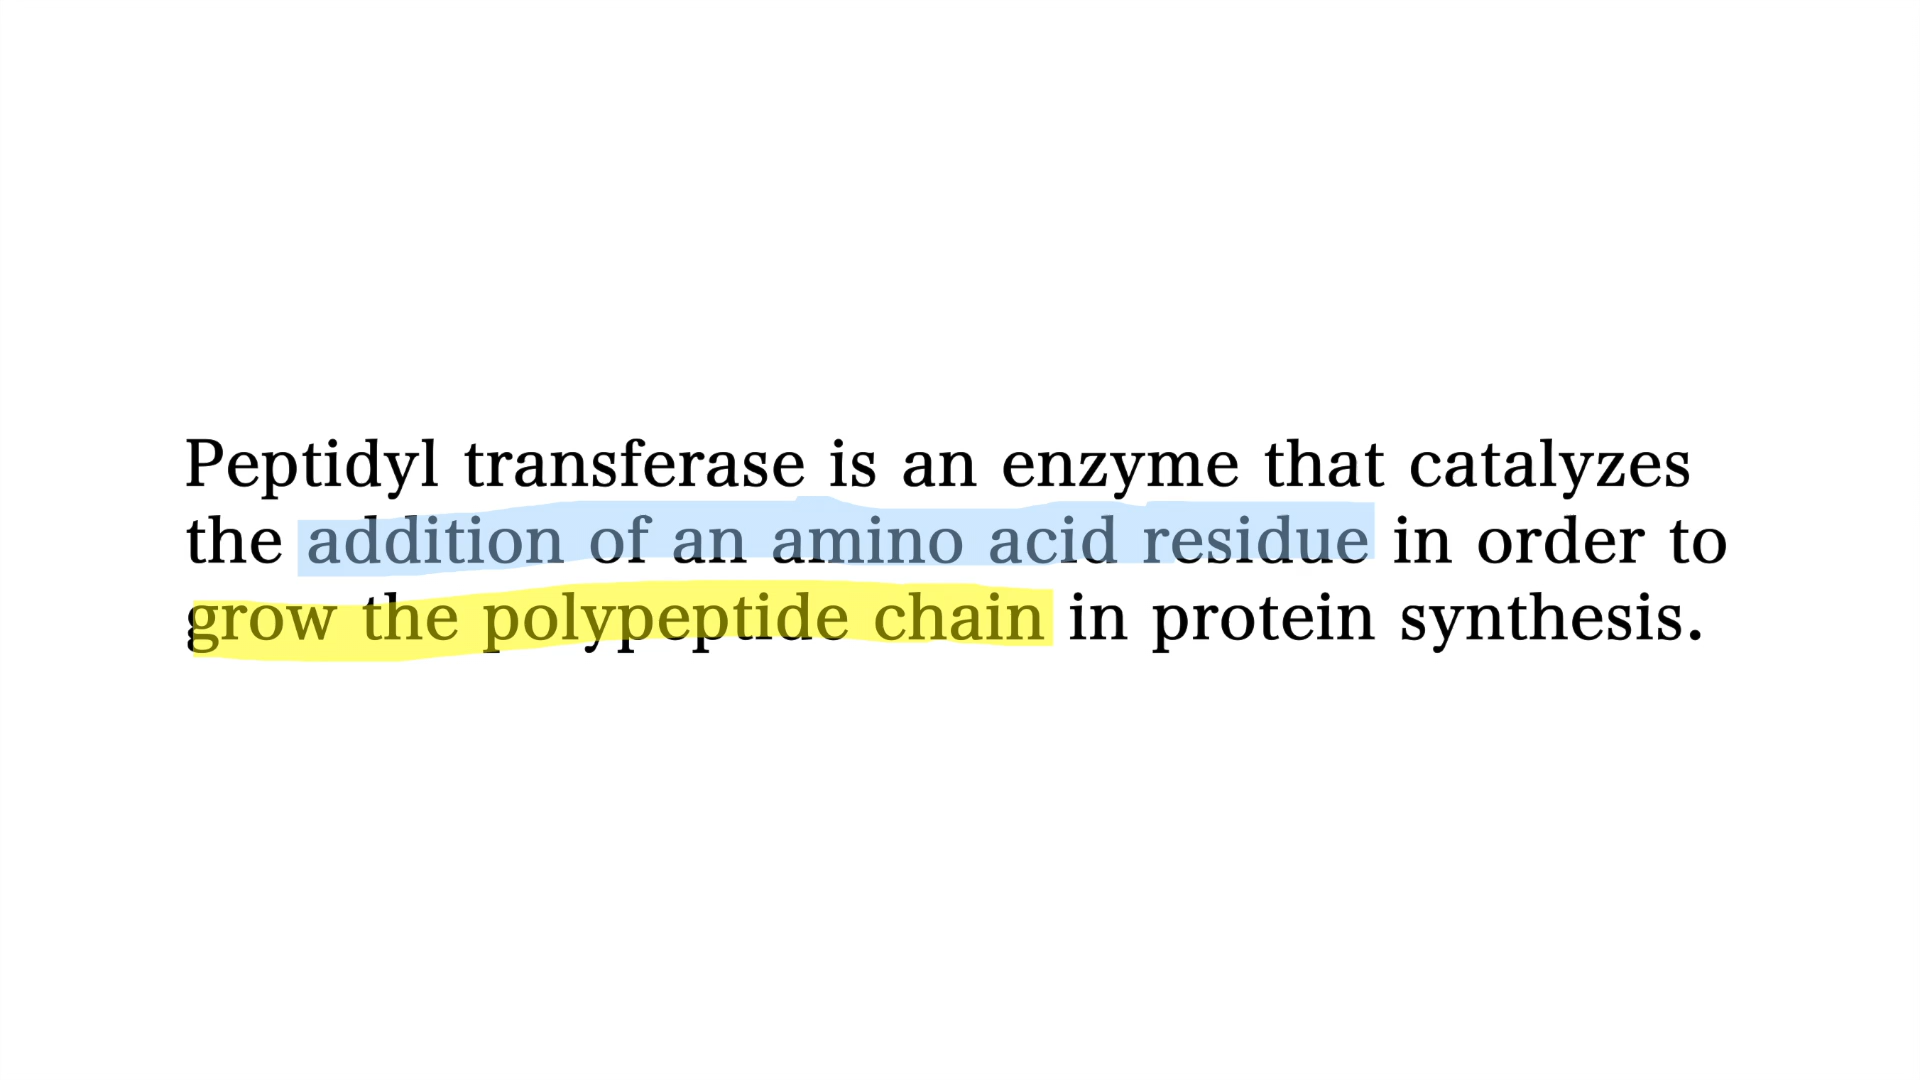 Peptidyl transferase is an enzyme that catalyzes
the addition of an amino acid residue in order to
grow the polypeptide chain in protein synthesis.